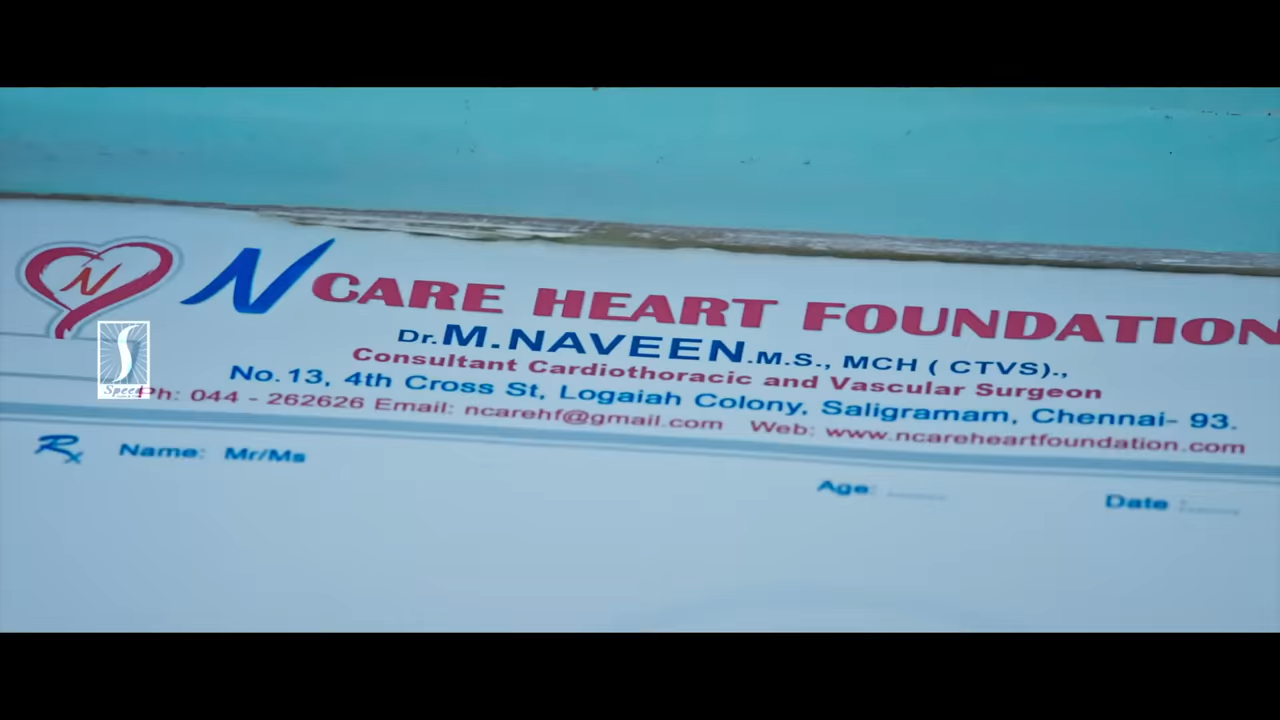 N CARE HEART FOUNDATION
N
Dr.M.NAVEEN.M.S., MCH ( CTVS).,
Consultant Cardiothoracic and Vascular Surgeon
No.13, 4th Cross St, Logaiah Colony, Saligramam, Chennai- 93.
Ph: 044 - 262626 Email: ncarehf@gmail.com Web: www.ncareheartfoundation.com
S
Speed
Rx Name: Mr/Ms
Age: Date :